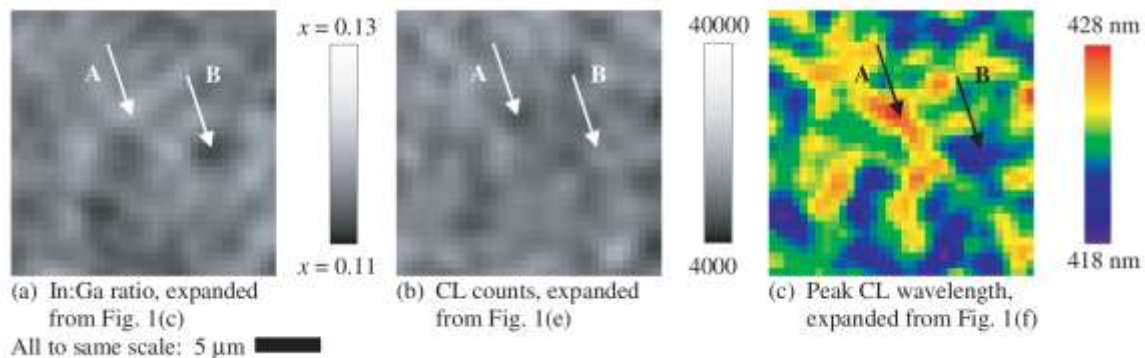 x = 0.13
40000
428 nm
A
B
A
B
A
B
x = 0.11
4000
418 nm
(a) In:Ga ratio, expanded
from Fig. 1(c)
(b) CL counts, expanded
from Fig. 1(e)
(c) Peak CL wavelength,
expanded from Fig. 1(f)
All to same scale: 5 μm